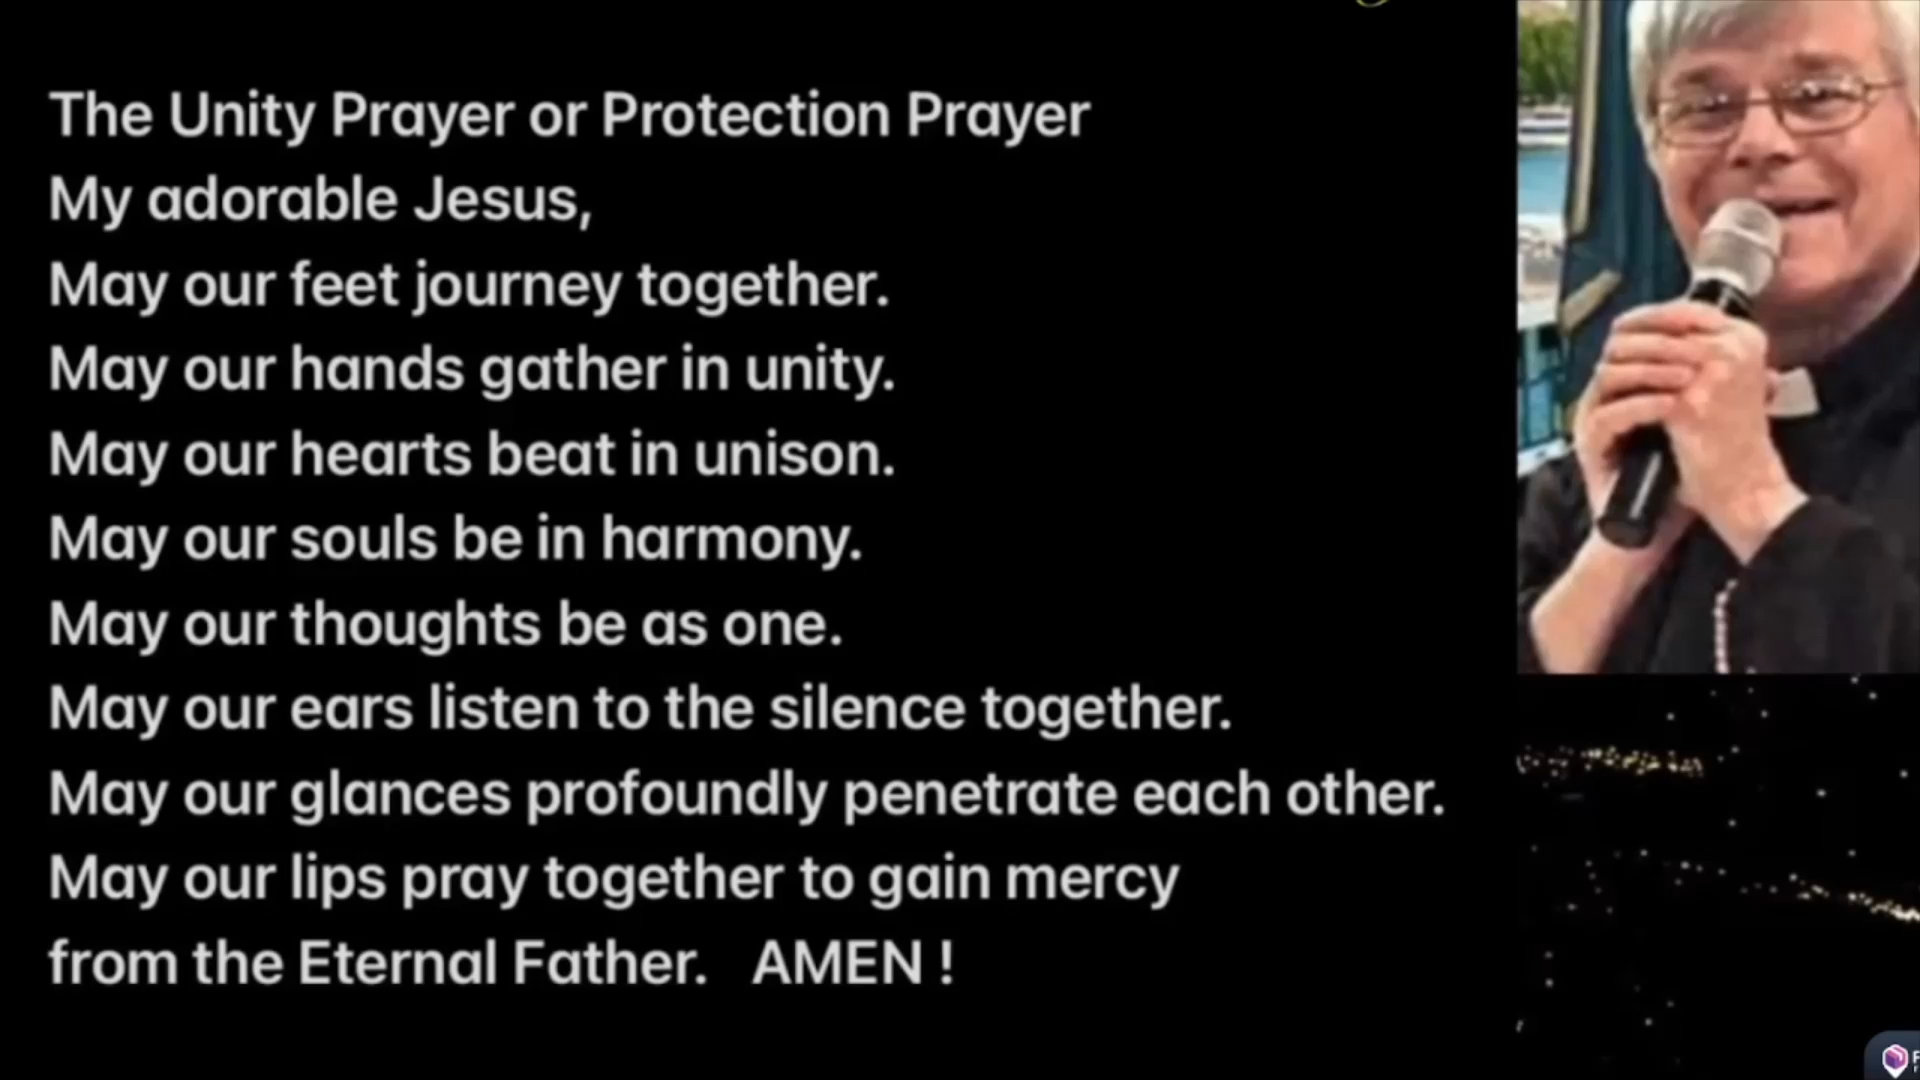 The Unity Prayer or Protection Prayer
My adorable Jesus,
May our feet journey together.
May our hands gather in unity.
May our hearts beat in unison.
May our souls be in harmony.
May our thoughts be as one.
May our ears listen to the silence together.
May our glances profoundly penetrate each other.
May our lips pray together to gain mercy
from the Eternal Father. AMEN !